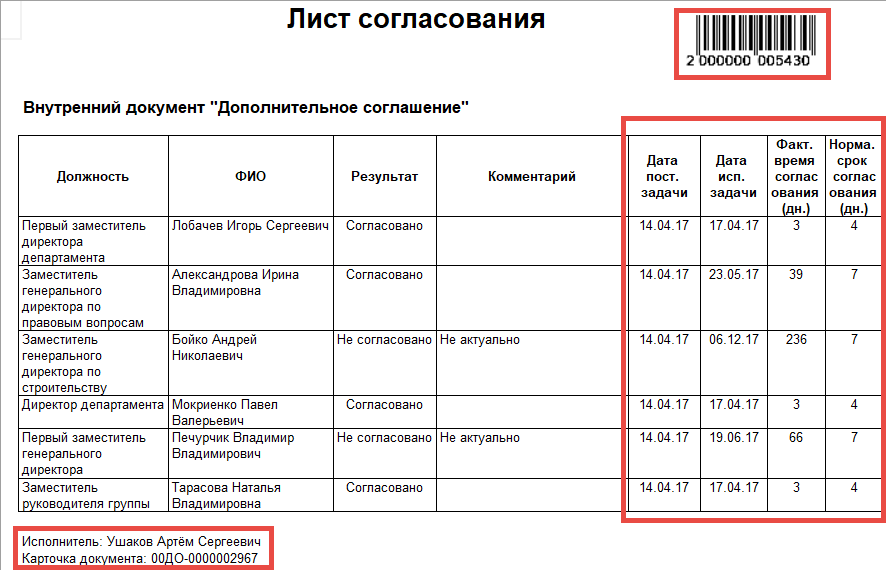 Лист согласования
2 000000 005430
Внутренний документ "Дополнительное соглашение"
Должность
ФИО
Результат
Комментарий
Дата
пост.
задачи
Дата
исп.
задачи
Факт.
время
соглас
ования
(дн.)
Норма.
срок
соглас
ования
(дн.)
Первый заместитель
директора
департамента
Лобачев Игорь Сергеевич
Согласовано
14.04.17
17.04.17
3
4
Заместитель
генерального
директора по
правовым вопросам
Александрова Ирина
Владимировна
Согласовано
14.04.17
23.05.17
39
7
Заместитель
генерального
директора по
строительству
Бойко Андрей
Николаевич
Не согласовано
Не актуально
14.04.17
06.12.17
236
7
Директор департамента
Мокриенко Павел
Валерьевич
Согласовано
14.04.17
17.04.17
3
4
Первый заместитель
генерального
директора
Печурчик Владимир
Владимирович
Не согласовано
Не актуально
14.04.17
19.06.17
66
7
Заместитель
руководителя группы
Тарасова Наталья
Владимировна
Согласовано
14.04.17
17.04.17
3
4
Исполнитель: Ушаков Артём Сергеевич
Карточка документа: 00ДО-0000002967